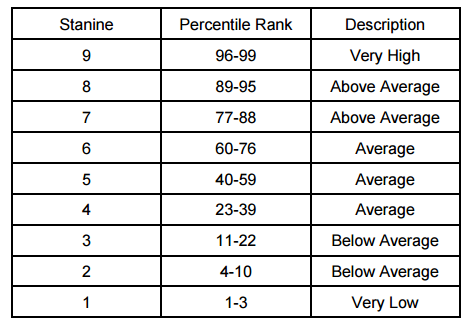 Stanine Percentile Rank Description
9 96-99 Very High
8 89-95 Above Average
7 77-88 Above Average
6 60-76 Average
5 40-59 Average
4 23-39 Average
3 11-22 Below Average
2 4-10 Below Average
1 1-3 Very Low